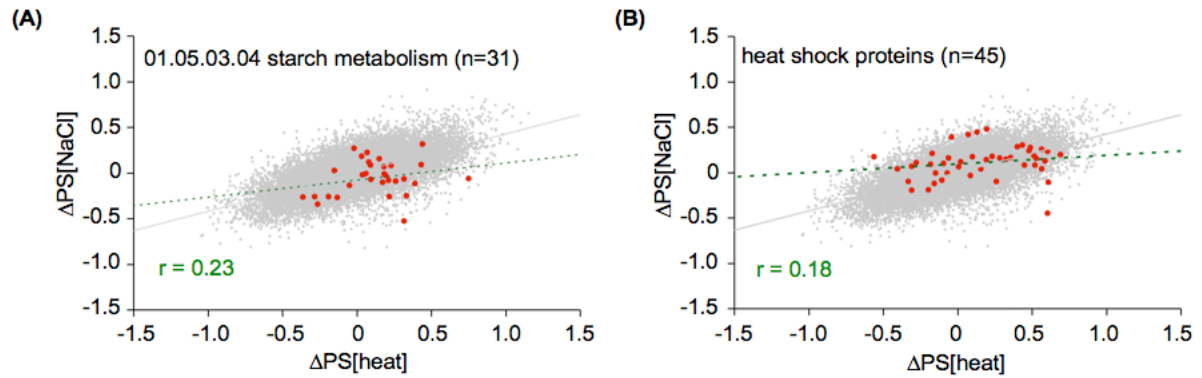 (A)
01.05.03.04 starch metabolism (n=31)
ΔPS[NaCl]
1.5
1.0
0.5
0
-0.5
-1.0
-1.5
r = 0.23
-1.5 -1.0 -0.5 0 0.5 1.0 1.5
ΔPS[heat]
(B)
heat shock proteins (n=45)
ΔPS[NaCl]
1.5
1.0
0.5
0
-0.5
-1.0
-1.5
r = 0.18
-1.5 -1.0 -0.5 0 0.5 1.0 1.5
ΔPS[heat]